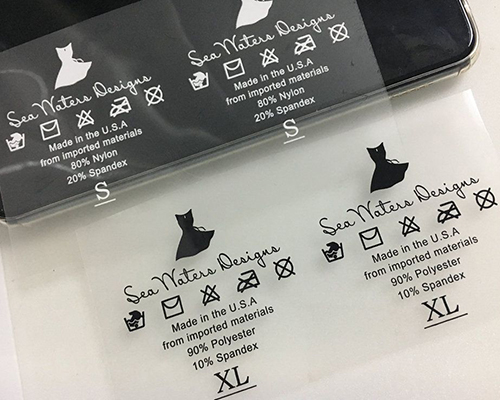 Sea Waters Designs
Made in the U.S.A
from imported materials
80% Nylon
20% Spandex
S
Sea Waters Designs
Made in the U.S.A
from imported materials
80% Nylon
20% Spandex
S
Sea Waters Designs
Made in the U.S.A
from imported materials
90% Polyester
10% Spandex
XL
Sea Waters Designs
Made in the U.S.A
from imported materials
90% Polyester
10% Spandex
XL